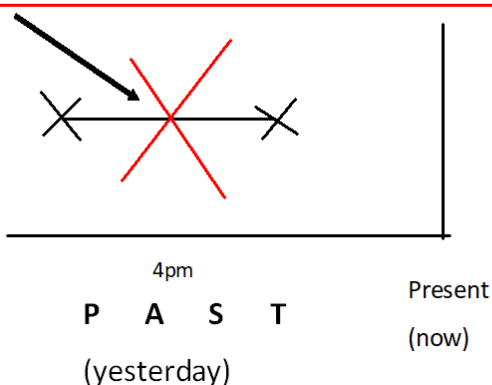 4pm
P A S T
(yesterday)
Present
(now)